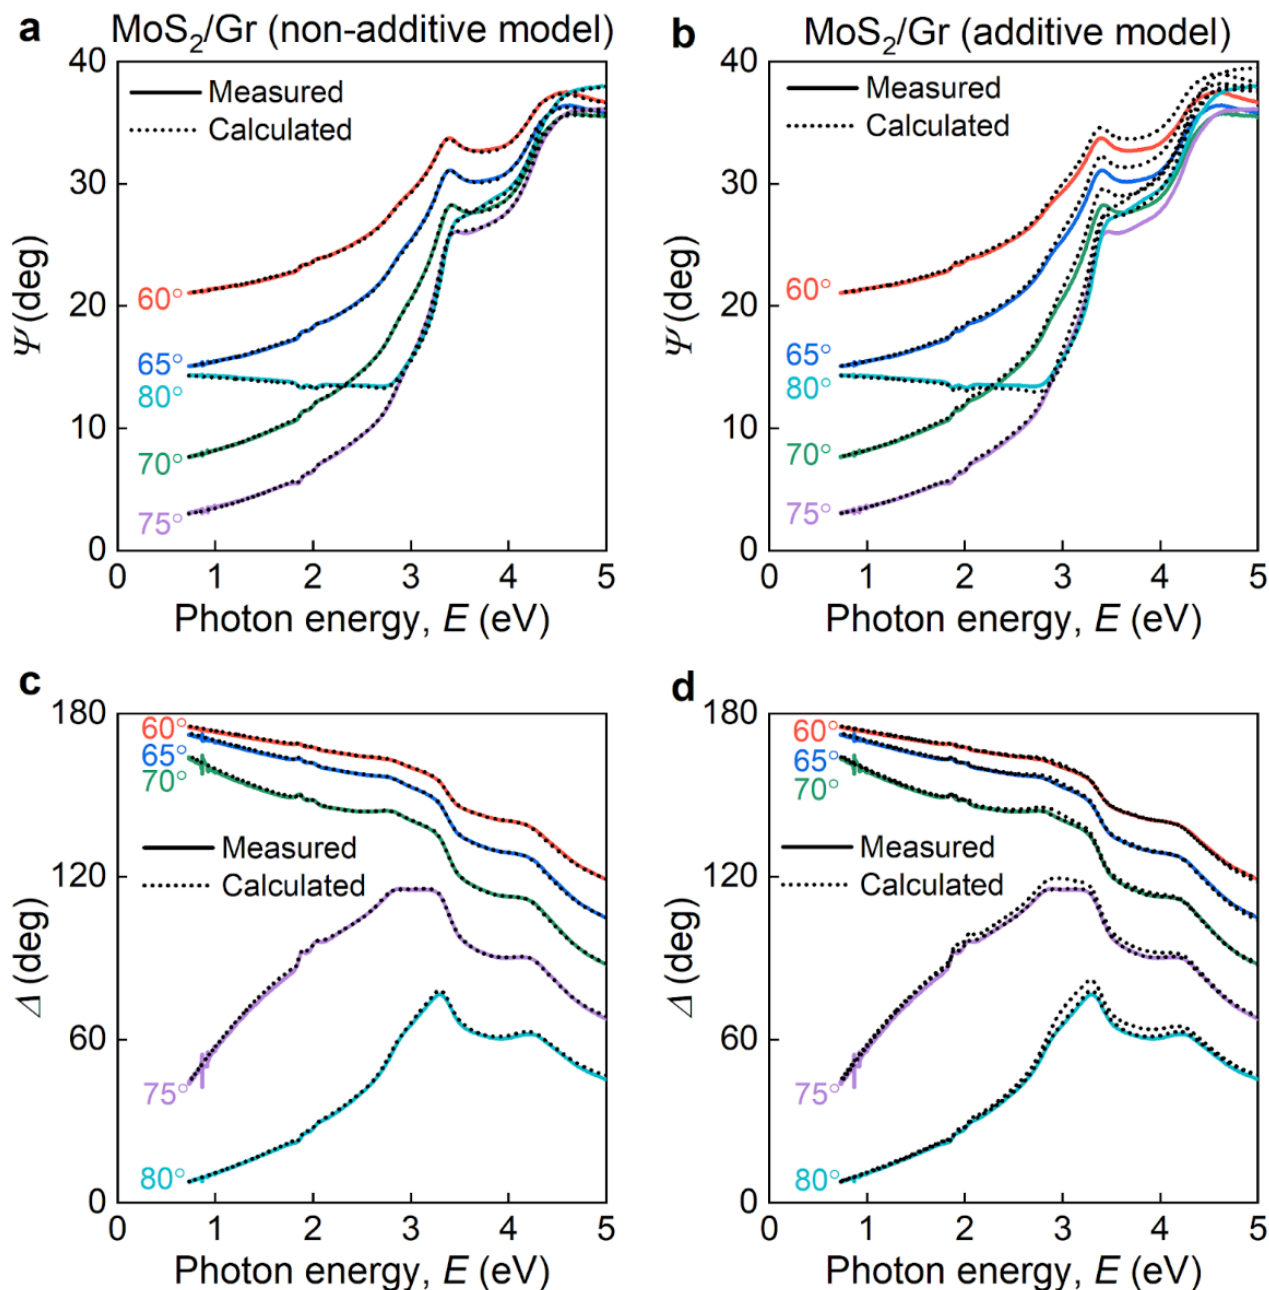 a MoS₂/Gr (non-additive model)
40
30
20
10
0
Ψ (deg)
Measured
Calculated
60°
65°
80°
70°
75°
0 1 2 3 4 5
Photon energy, E (eV)
b MoS₂/Gr (additive model)
40
30
20
10
0
Ψ (deg)
Measured
Calculated
60°
65°
80°
70°
75°
0 1 2 3 4 5
Photon energy, E (eV)
c
180
120
60
0
Δ (deg)
60°
65°
70°
Measured
Calculated
75°
80°
0 1 2 3 4 5
Photon energy, E (eV)
d
180
120
60
0
Δ (deg)
60°
65°
70°
Measured
Calculated
75°
80°
0 1 2 3 4 5
Photon energy, E (eV)